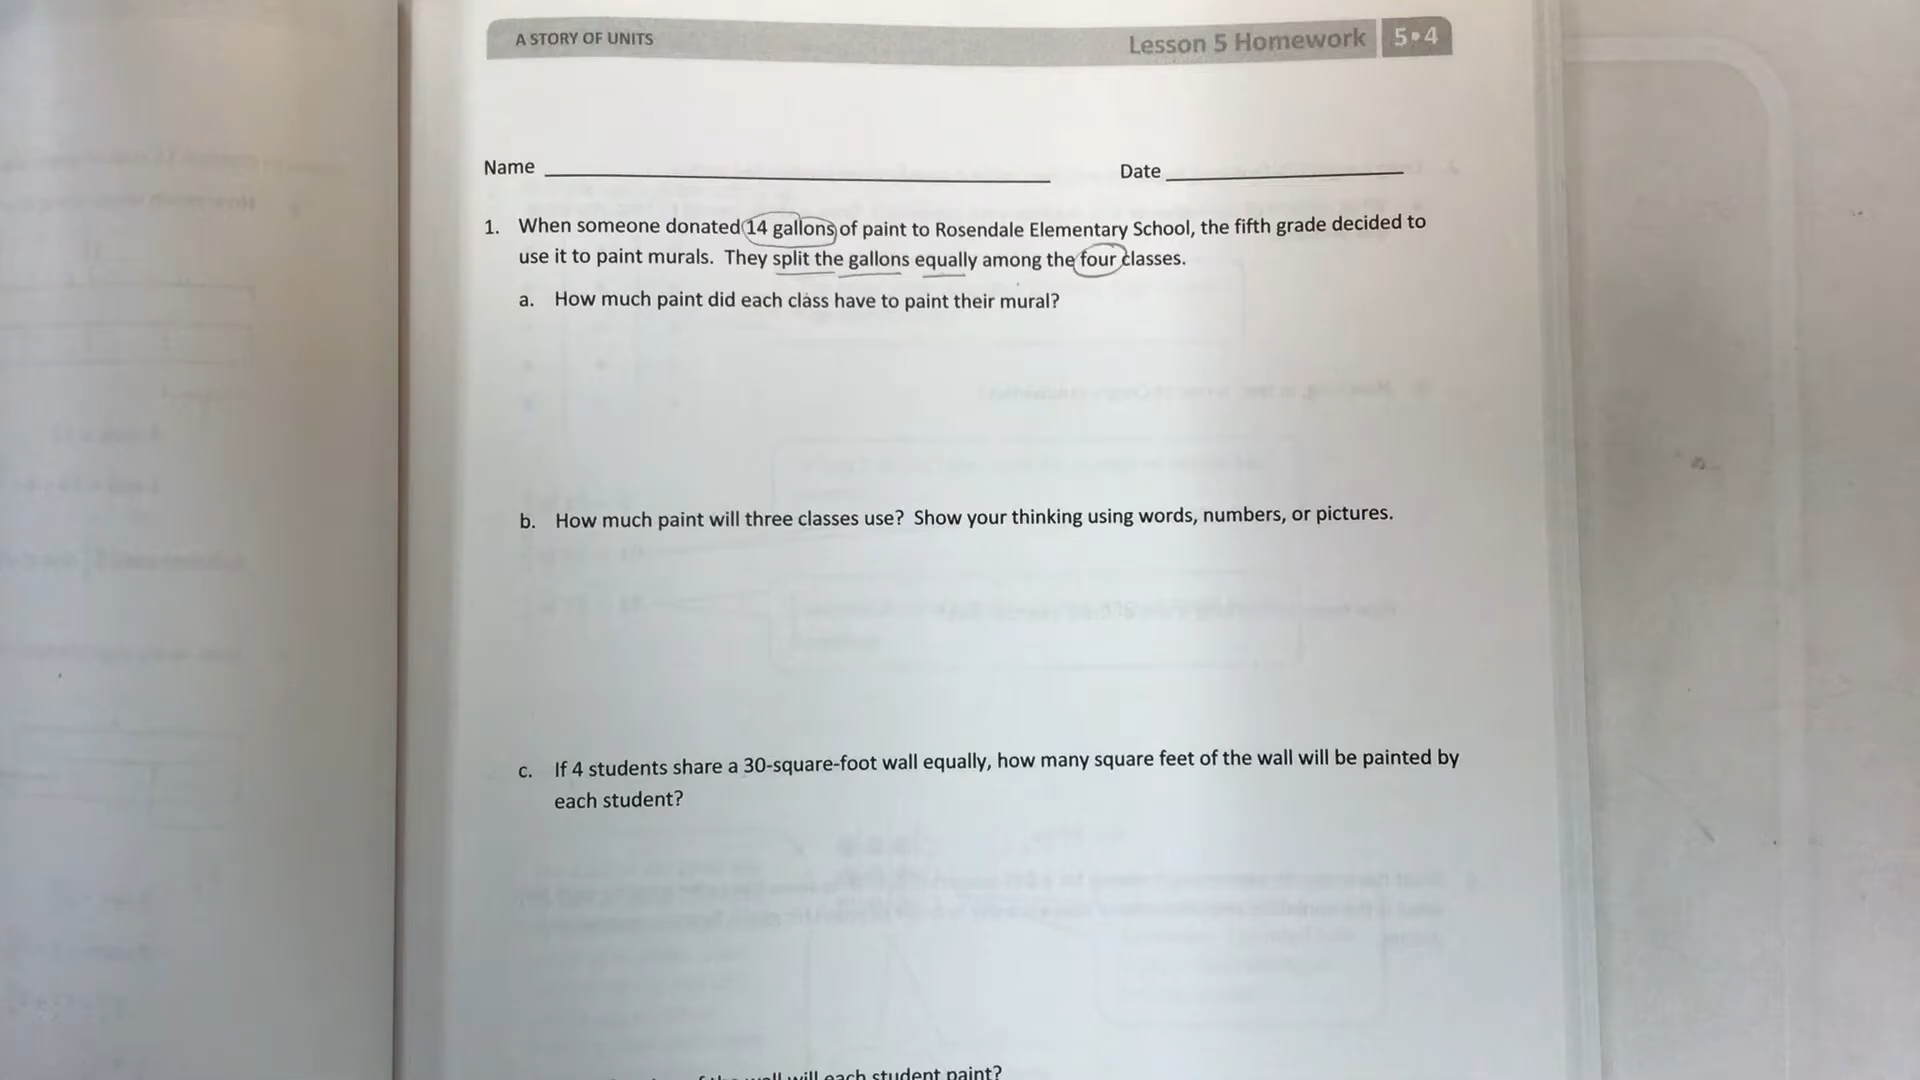 A STORY OF UNITS
Lesson 5 Homework 5•4
Name
Date
1. When someone donated 14 gallons of paint to Rosendale Elementary School, the fifth grade decided to
use it to paint murals. They split the gallons equally among the four classes.
a. How much paint did each class have to paint their mural?
b. How much paint will three classes use? Show your thinking using words, numbers, or pictures.
c. If 4 students share a 30-square-foot wall equally, how many square feet of the wall will be painted by
each student?
will each student paint?